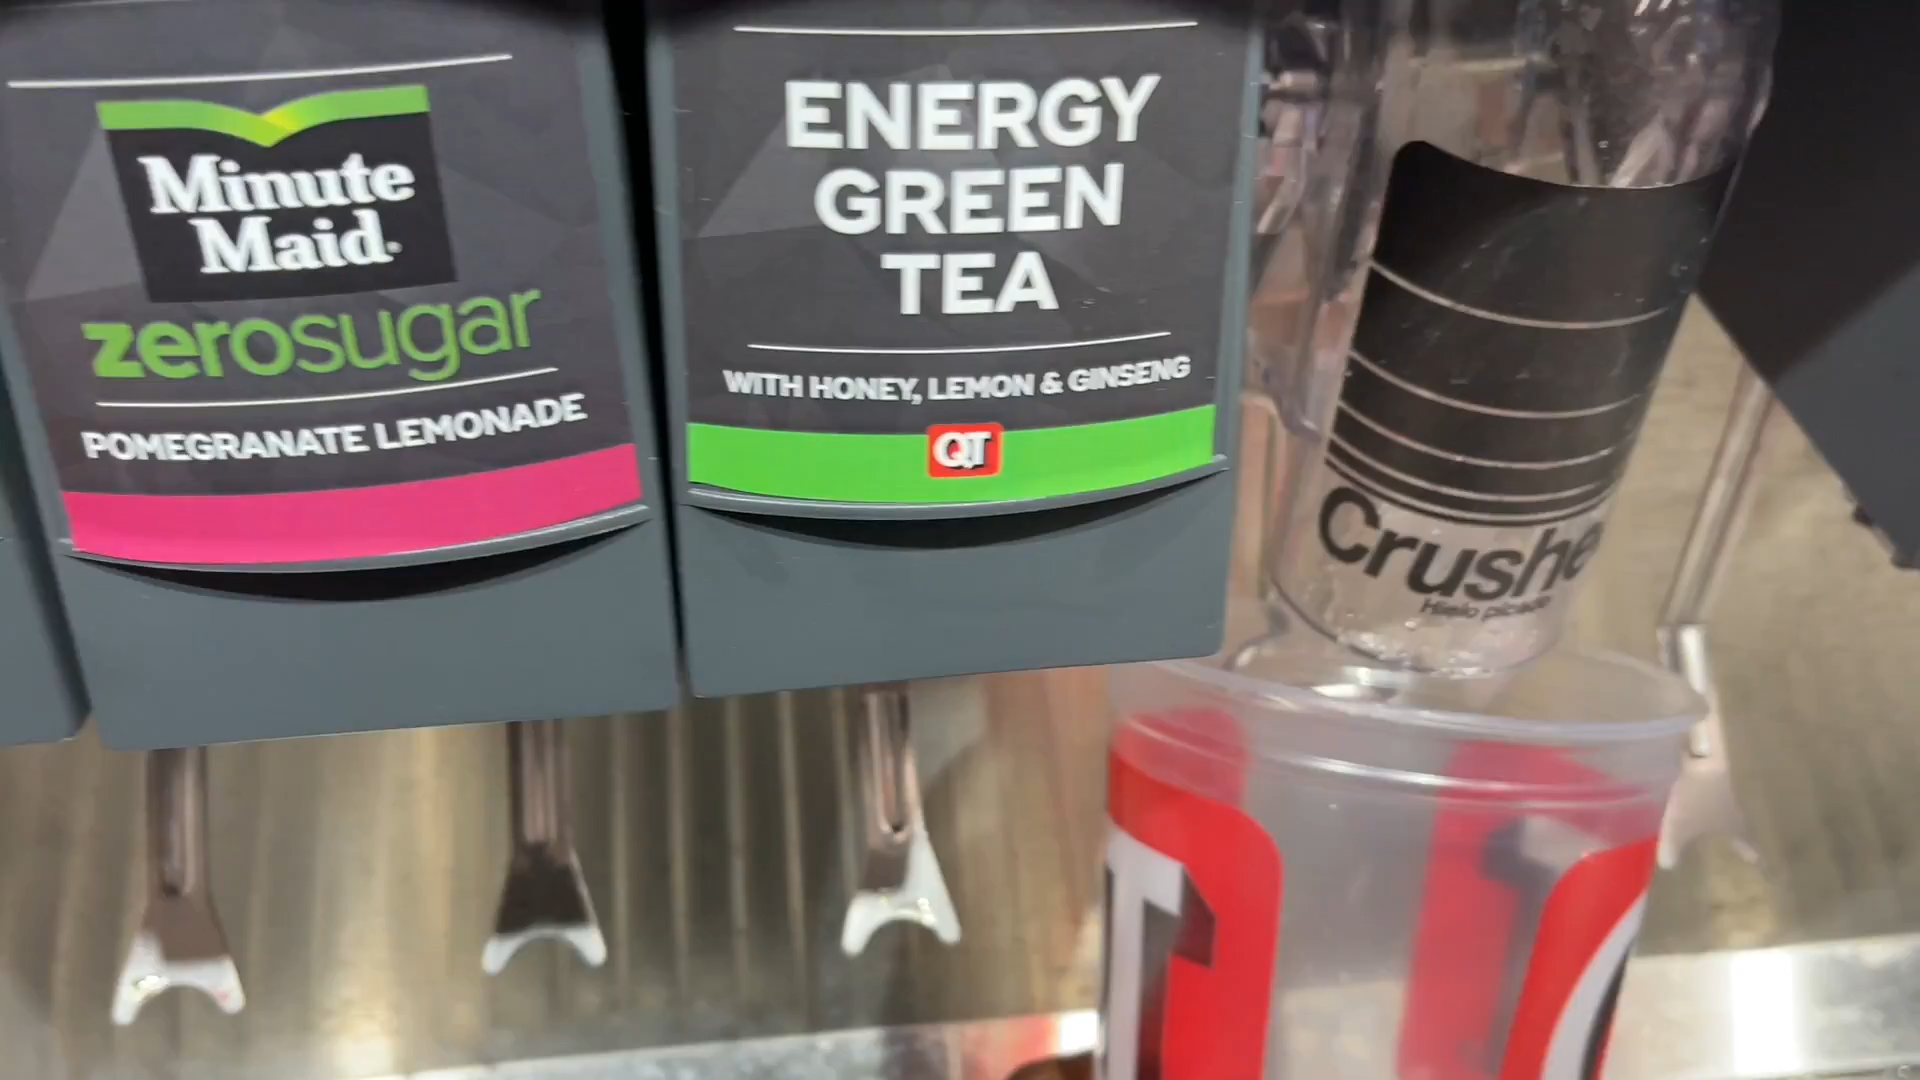 Minute
Maid
zerosugar
POMEGRANATE LEMONADE
ENERGY
GREEN
TEA
WITH HONEY, LEMON & GINSENG
QT
Crushe
Hielo picado
T